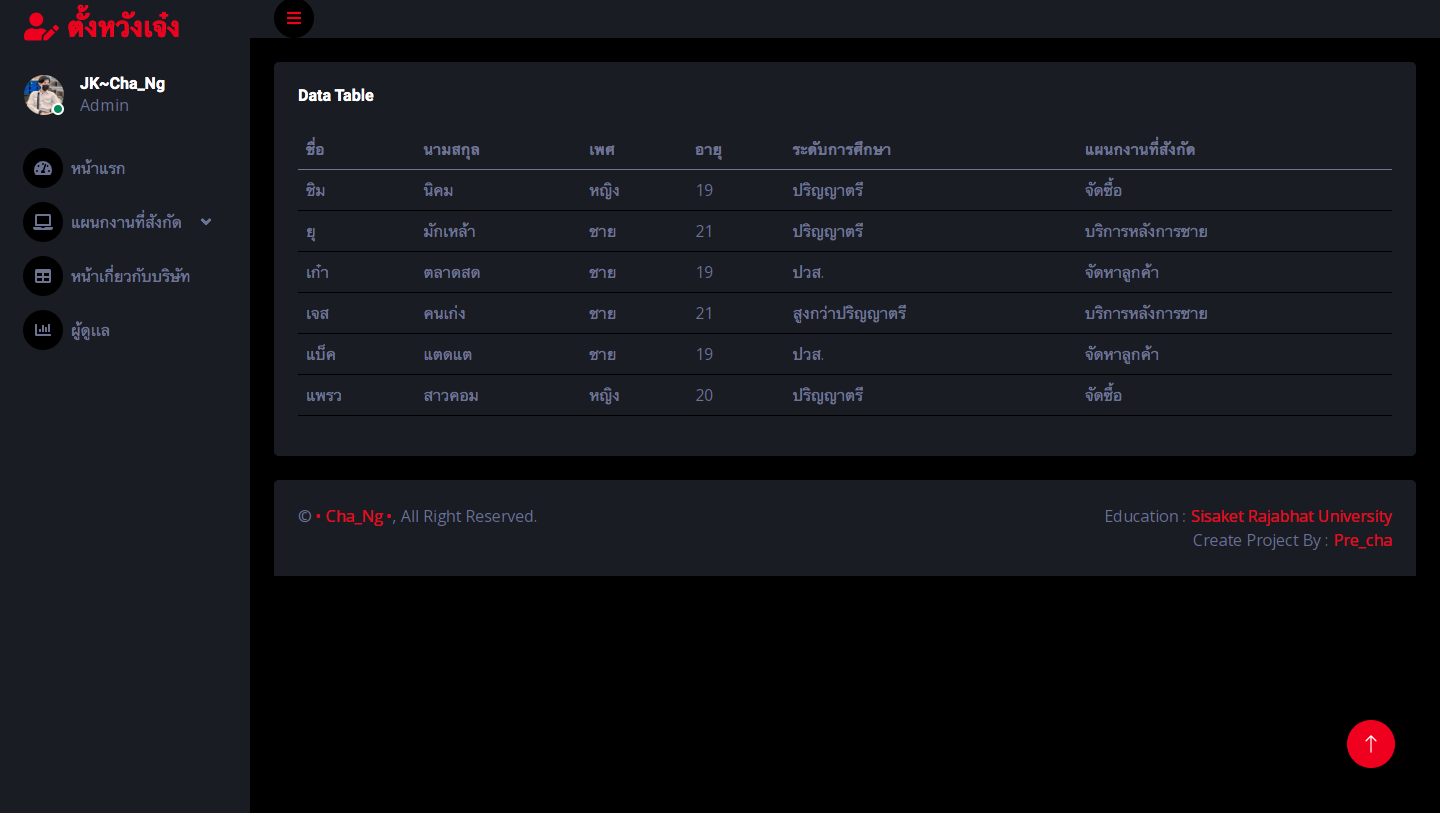 ตั้งหวังเจ๋ง
JK~Cha_Ng
Admin
หน้าแรก
แผนกงานที่สังกัด
หน้าเกี่ยวกับบริษัท
ผู้ดูแล
Data Table
ชื่อ นามสกุล เพศ อายุ ระดับการศึกษา แผนกงานที่สังกัด
ชิม นิคม หญิง 19 ปริญญาตรี จัดซื้อ
ยุ มักเหล้า ชาย 21 ปริญญาตรี บริการหลังการขาย
เก๋า ตลาดสด ชาย 19 ปวส. จัดหาลูกค้า
เจส คนเก่ง ชาย 21 สูงกว่าปริญญาตรี บริการหลังการขาย
แบ็ค แตดแต ชาย 19 ปวส. จัดหาลูกค้า
แพรว สาวคอม หญิง 20 ปริญญาตรี จัดซื้อ
© • Cha_Ng •, All Right Reserved.
Education : Sisaket Rajabhat University
Create Project By : Pre_cha